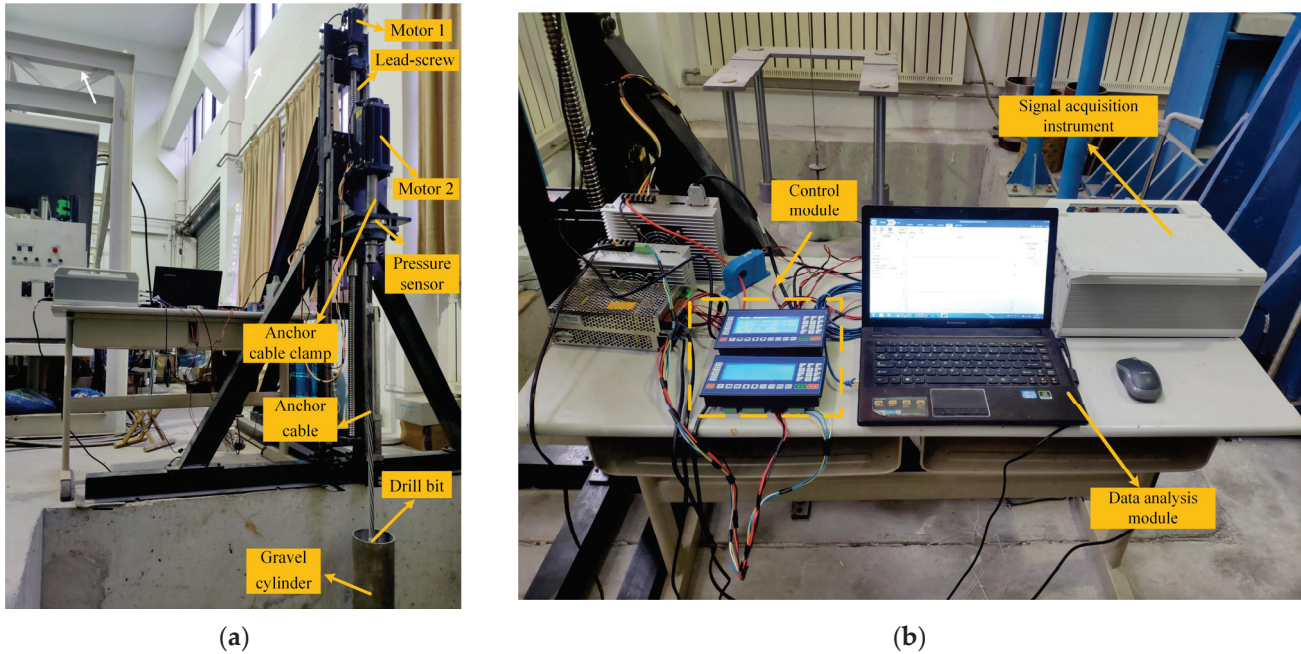 Motor 1
Lead-screw
Motor 2
Pressure
sensor
Anchor
cable clamp
Anchor
cable
Drill bit
Gravel
cylinder
(a)
Signal acquisition
instrument
Control
module
Data analysis
module
(b)